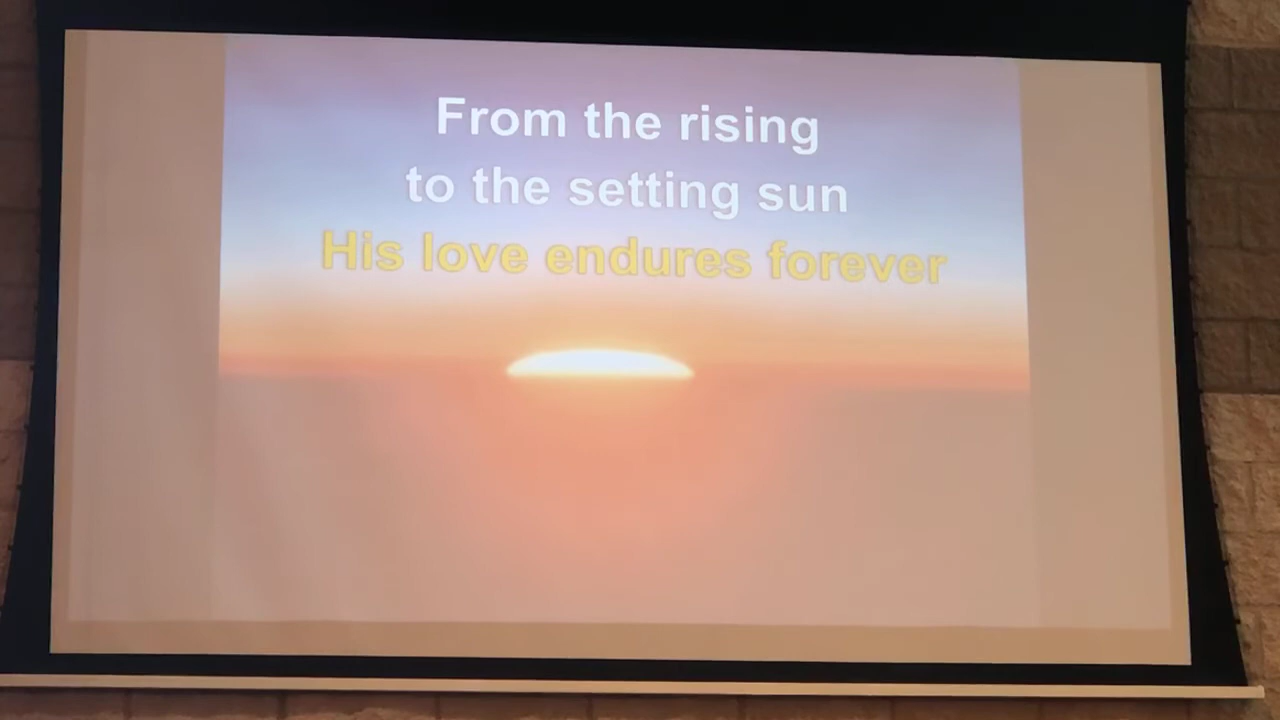 From the rising
to the setting sun
His love endures forever